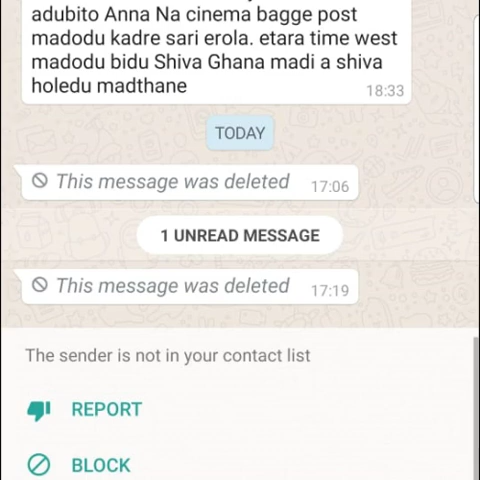 adubito Anna Na cinema bagge post
madodu kadre sari erola. etara time west
madodu bidu Shiva Ghana madi a shiva
holedu madthane
18:33
TODAY
This message was deleted 17:06
1 UNREAD MESSAGE
This message was deleted 17:19
The sender is not in your contact list
REPORT
BLOCK